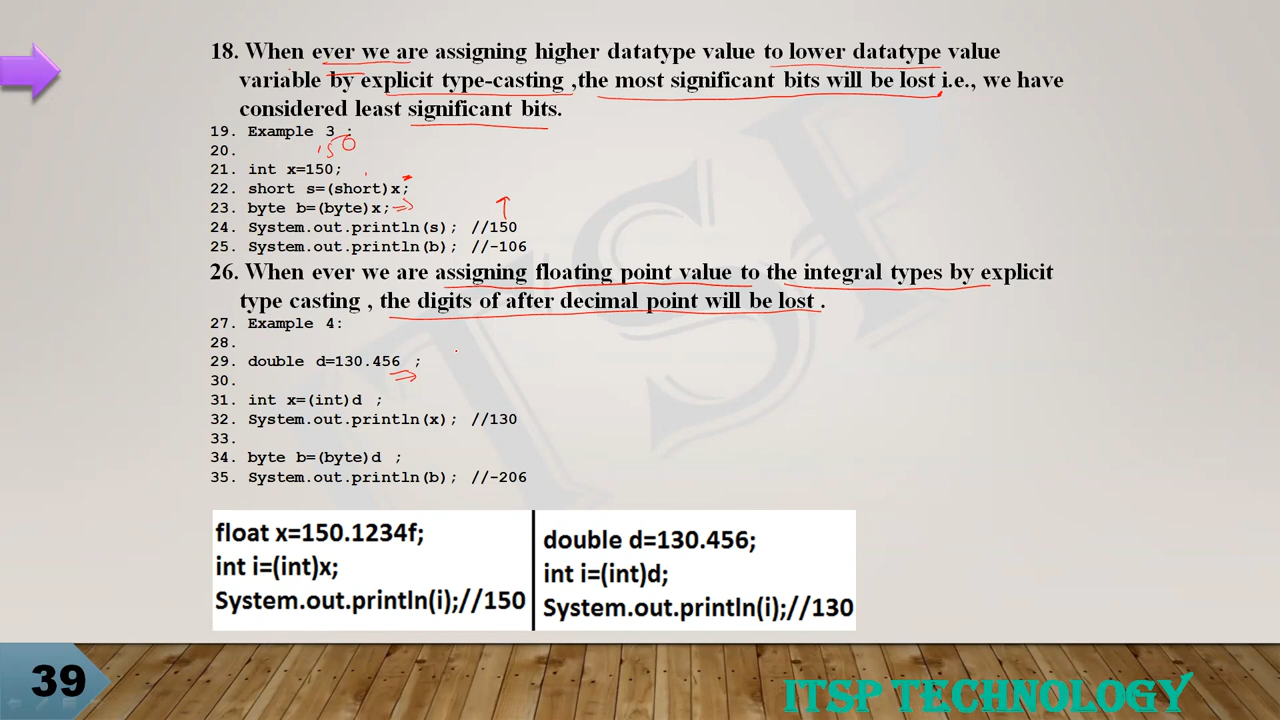 18. When ever we are assigning higher datatype value to lower datatype value
variable by explicit type-casting ,the most significant bits will be lost i.e., we have
considered least significant bits.
19. Example 3 :
150
20.
21. int x=150;
22. short s=(short)x;
23. byte b=(byte)x;
24. System.out.println(s); //150
25. System.out.println(b); //-106
26. When ever we are assigning floating point value to the integral types by explicit
type casting , the digits of after decimal point will be lost .
27. Example 4:
28.
29. double d=130.456 ;
30.
31. int x=(int)d ;
32. System.out.println(x); //130
33.
34. byte b=(byte)d ;
35. System.out.println(b); //-206
float x=150.1234f;
int i=(int)x;
System.out.println(i);//150
double d=130.456;
int i=(int)d;
System.out.println(i);//130
39
ITSP TECHNOLOGY
ITSP